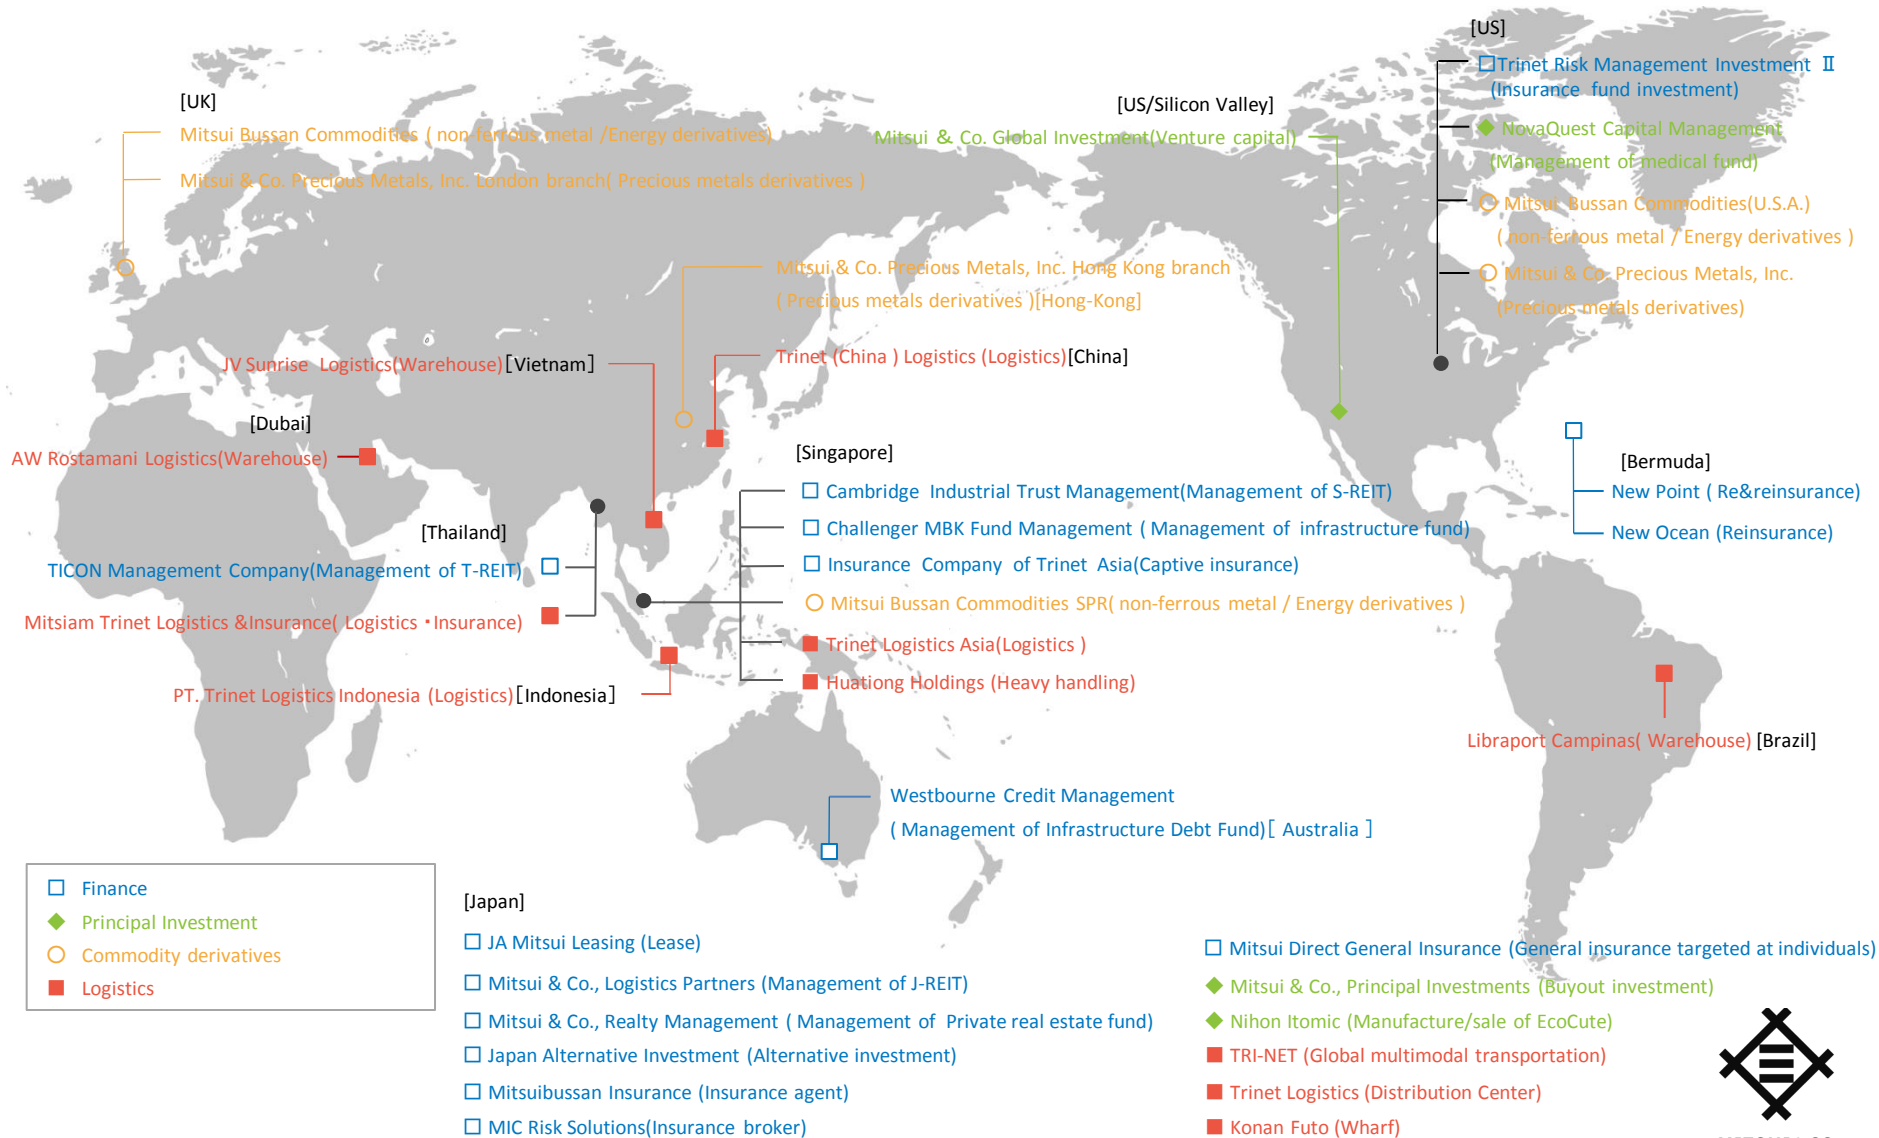 [US]
Trinet Risk Management Investment Ⅱ
(Insurance fund investment)
NovaQuest Capital Management
(Management of medical fund)
Mitsui Bussan Commodities(U.S.A.)
( non-ferrous metal / Energy derivatives )
Mitsui & Co. Precious Metals, Inc.
(Precious metals derivatives)
[UK]
Mitsui Bussan Commodities ( non-ferrous metal /Energy derivatives)
Mitsui & Co. Precious Metals, Inc. London branch( Precious metals derivatives )
[US/Silicon Valley]
Mitsui & Co. Global Investment(Venture capital)
Mitsui & Co. Precious Metals, Inc. Hong Kong branch
( Precious metals derivatives )[Hong-Kong]
JV Sunrise Logistics(Warehouse)[Vietnam]
Trinet (China ) Logistics (Logistics)[China]
[Dubai]
AW Rostamani Logistics(Warehouse)
[Singapore]
Cambridge Industrial Trust Management(Management of S-REIT)
Challenger MBK Fund Management ( Management of infrastructure fund)
Insurance Company of Trinet Asia(Captive insurance)
Mitsui Bussan Commodities SPR( non-ferrous metal / Energy derivatives )
Trinet Logistics Asia(Logistics )
Huationg Holdings (Heavy handling)
[Bermuda]
New Point ( Re&reinsurance)
New Ocean (Reinsurance)
[Thailand]
TICON Management Company(Management of T-REIT)
Mitsiam Trinet Logistics &Insurance( Logistics・Insurance)
PT. Trinet Logistics Indonesia (Logistics)[Indonesia]
Libraport Campinas( Warehouse) [Brazil]
Westbourne Credit Management
( Management of Infrastructure Debt Fund)[ Australia ]
Finance
Principal Investment
Commodity derivatives
Logistics
[Japan]
JA Mitsui Leasing (Lease)
Mitsui & Co., Logistics Partners (Management of J-REIT)
Mitsui & Co., Realty Management ( Management of Private real estate fund)
Japan Alternative Investment (Alternative investment)
Mitsuibussan Insurance (Insurance agent)
MIC Risk Solutions(Insurance broker)
Mitsui Direct General Insurance (General insurance targeted at individuals)
Mitsui & Co., Principal Investments (Buyout investment)
Nihon Itomic (Manufacture/sale of EcoCute)
TRI-NET (Global multimodal transportation)
Trinet Logistics (Distribution Center)
Konan Futo (Wharf)